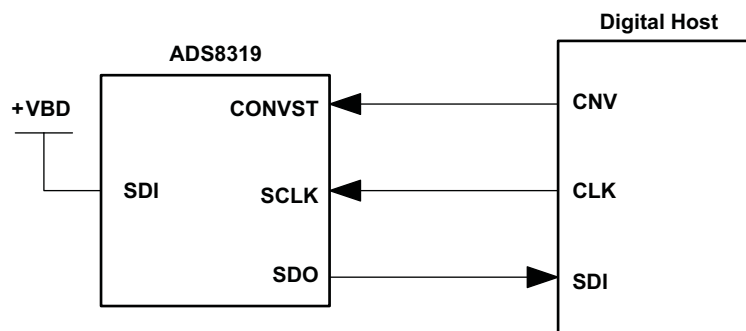 Digital Host
ADS8319
+VBD
CONVST
CNV
SDI
SCLK
CLK
SDO
SDI